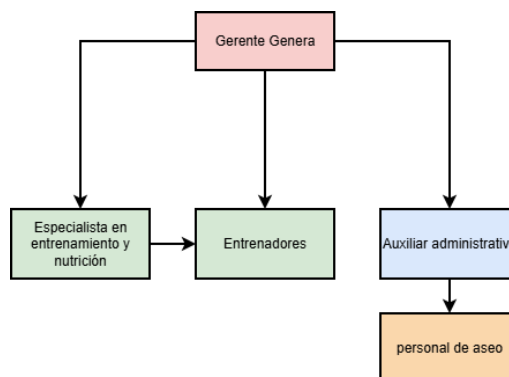 Gerente Genera
Especialista en
entrenamiento y
nutrición
Entrenadores
Auxiliar administrativ
personal de aseo